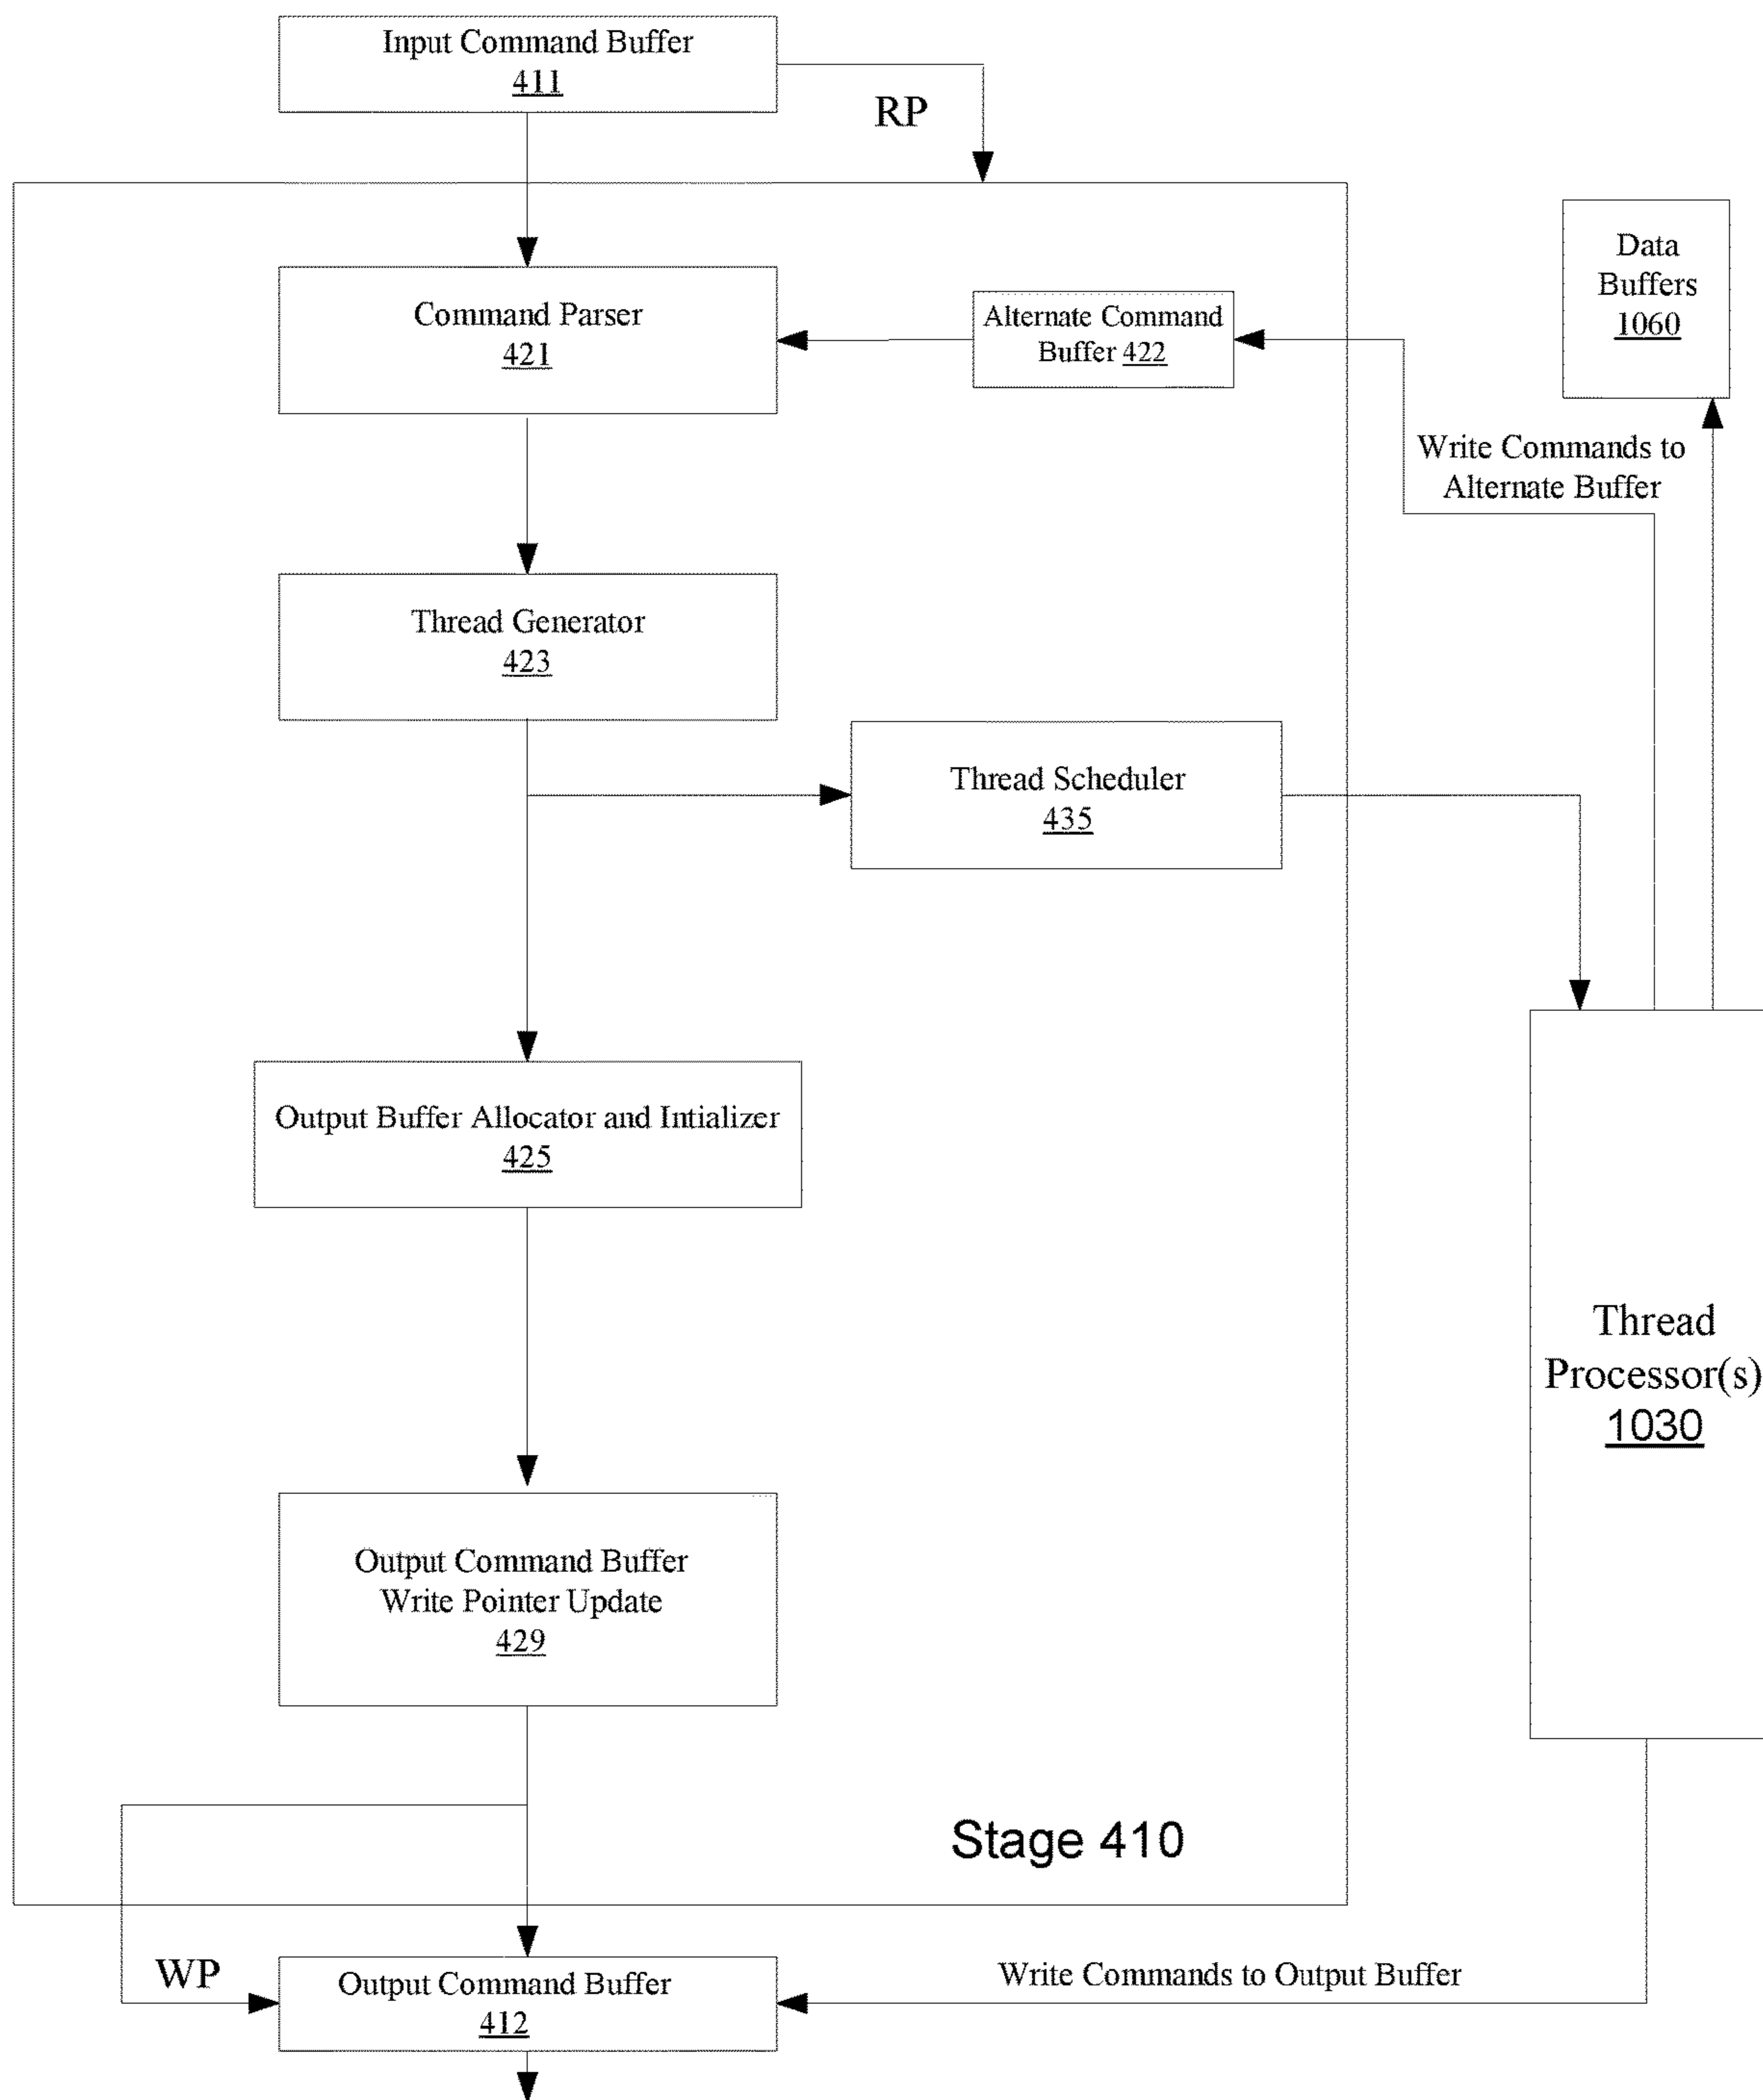 Input Command Buffer
411
RP
Command Parser
421
Alternate Command
Buffer 422
Data
Buffers
1060
Write Commands to
Alternate Buffer
Thread Generator
423
Thread Scheduler
435
Output Buffer Allocator and Intializer
425
Thread
Processor(s)
1030
Output Command Buffer
Write Pointer Update
429
Stage 410
WP
Output Command Buffer
412
Write Commands to Output Buffer